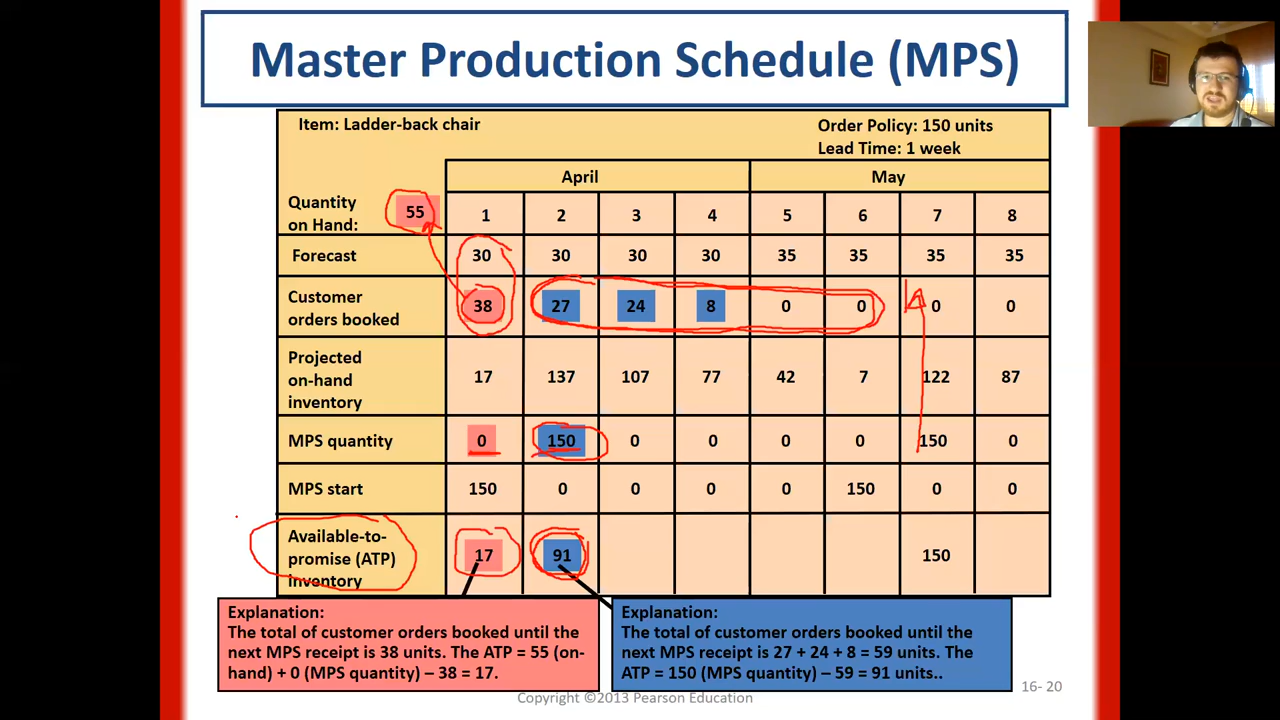 Master Production Schedule (MPS)
Item: Ladder-back chair
Order Policy: 150 units
Lead Time: 1 week
April May
Quantity
on Hand: 55 1 2 3 4 5 6 7 8
Forecast 30 30 30 30 35 35 35 35
Customer
orders booked 38 27 24 8 0 0 0 0
Projected
on-hand
inventory 17 137 107 77 42 7 122 87
MPS quantity 0 150 0 0 0 0 150 0
MPS start 150 0 0 0 0 150 0 0
Available-to-
promise (ATP)
inventory 17 91 150
Explanation:
The total of customer orders booked until the
next MPS receipt is 38 units. The ATP = 55 (on-
hand) + 0 (MPS quantity) – 38 = 17.
Explanation:
The total of customer orders booked until the
next MPS receipt is 27 + 24 + 8 = 59 units. The
ATP = 150 (MPS quantity) – 59 = 91 units..
16- 20
Copyright ©2013 Pearson Education